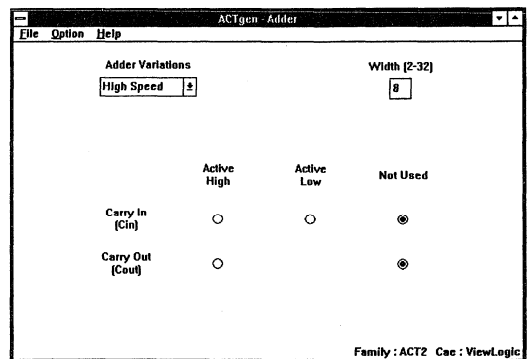 ACTgen - Adder
File Option Help
Adder Variations
Width (2-32)
High Speed
8
Active High
Active Low
Not Used
Carry In (Cin)
Carry Out (Cout)
Family : ACT2 Cae : ViewLogic